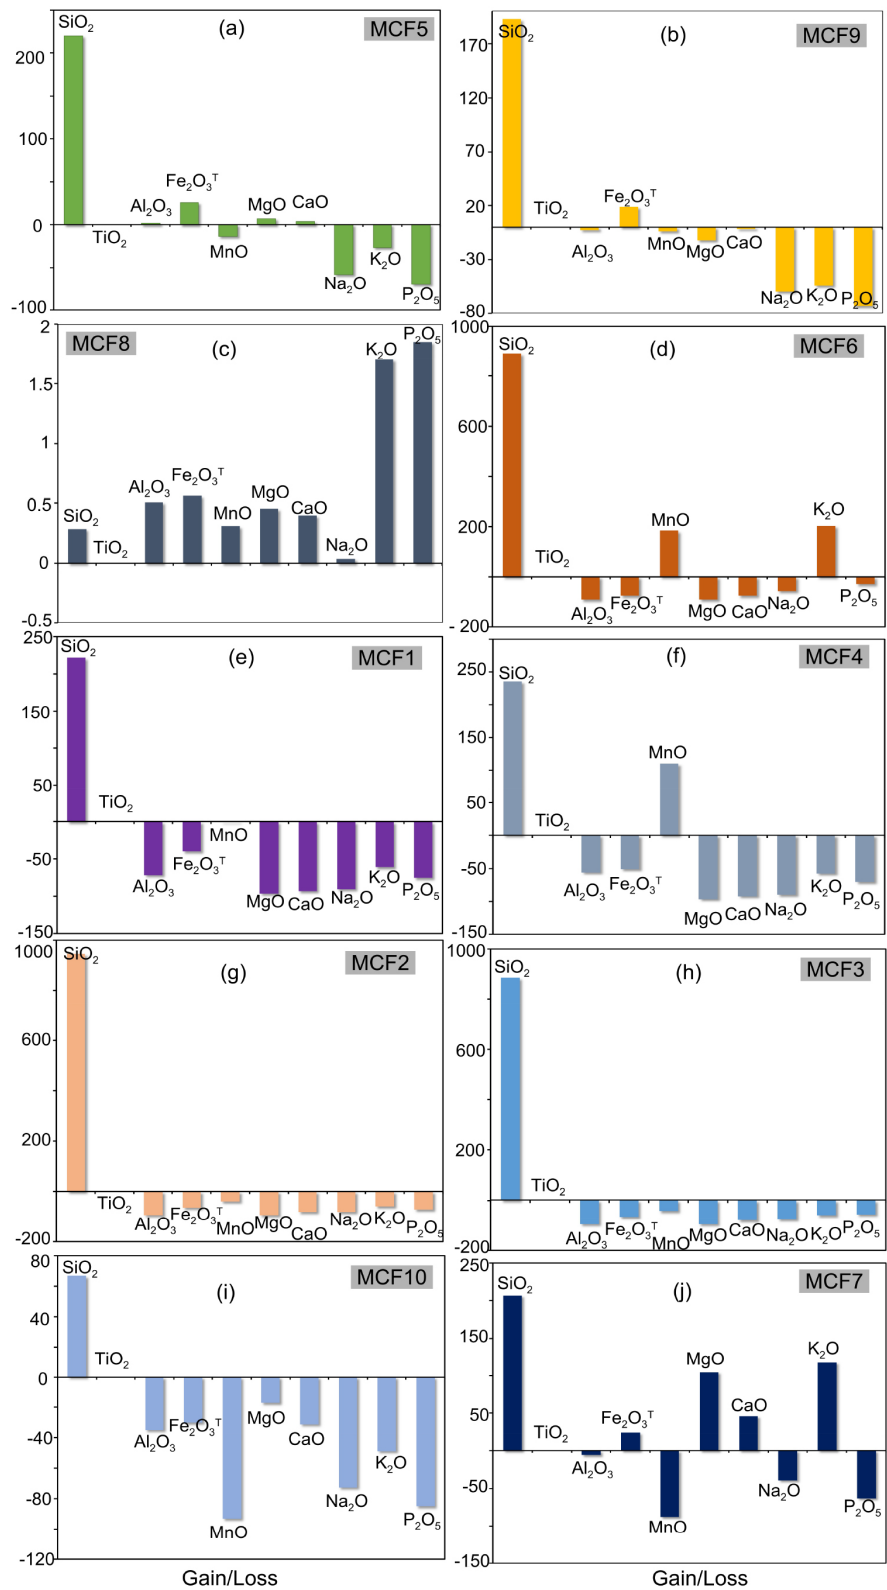 SiO₂
(a)
MCF5
200
100
0
-100
TiO₂
Al₂O₃
Fe₂O₃ᵀ
MnO
MgO
CaO
Na₂O
K₂O
P₂O₅
(b)
MCF9
170
120
70
20
-30
-80
SiO₂
TiO₂
Al₂O₃
Fe₂O₃ᵀ
MnO
MgO
CaO
Na₂O
K₂O
P₂O₅
MCF8
(c)
2
1.5
1
0.5
0
-0.5
SiO₂
TiO₂
Al₂O₃
Fe₂O₃ᵀ
MnO
MgO
CaO
Na₂O
K₂O
P₂O₅
(d)
MCF6
1000
600
200
- 200
SiO₂
TiO₂
Al₂O₃
Fe₂O₃ᵀ
MnO
MgO
CaO
Na₂O
K₂O
P₂O₅
(e)
MCF1
250
150
50
-50
-150
SiO₂
TiO₂
Al₂O₃
Fe₂O₃ᵀ
MnO
MgO
CaO
Na₂O
K₂O
P₂O₅
(f)
MCF4
250
150
50
-50
-150
SiO₂
TiO₂
Al₂O₃
Fe₂O₃ᵀ
MnO
MgO
CaO
Na₂O
K₂O
P₂O₅
(g)
MCF2
1000
600
200
-200
SiO₂
TiO₂
Al₂O₃
Fe₂O₃ᵀ
MnO
MgO
CaO
Na₂O
K₂O
P₂O₅
(h)
MCF3
1000
600
200
-200
SiO₂
TiO₂
Al₂O₃
Fe₂O₃ᵀ
MnO
MgO
CaO
Na₂O
K₂O
P₂O₅
(i)
MCF10
80
40
0
-40
-80
-120
SiO₂
TiO₂
Al₂O₃
Fe₂O₃ᵀ
MnO
MgO
CaO
Na₂O
K₂O
P₂O₅
Gain/Loss
(j)
MCF7
250
150
50
-50
-150
SiO₂
TiO₂
Al₂O₃
Fe₂O₃ᵀ
MnO
MgO
CaO
Na₂O
K₂O
P₂O₅
Gain/Loss